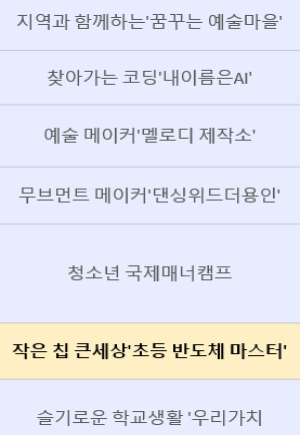 지역과 함께하는'꿈꾸는 예술마을'
찾아가는 코딩'내이름은AI'
예술 메이커'멜로디 제작소'
무브먼트 메이커'댄싱위드더용인'
청소년 국제매너캠프
작은 칩 큰세상'초등 반도체 마스터'
슬기로운 학교생활 '우리가치